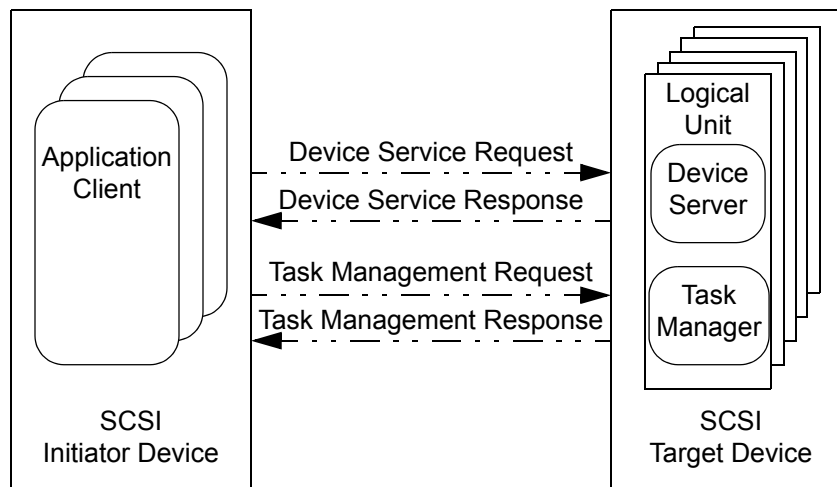 Application
Client
Device Service Request
Device Service Response
Task Management Request
Task Management Response
Logical
Unit
Device
Server
Task
Manager
SCSI
Initiator Device
SCSI
Target Device